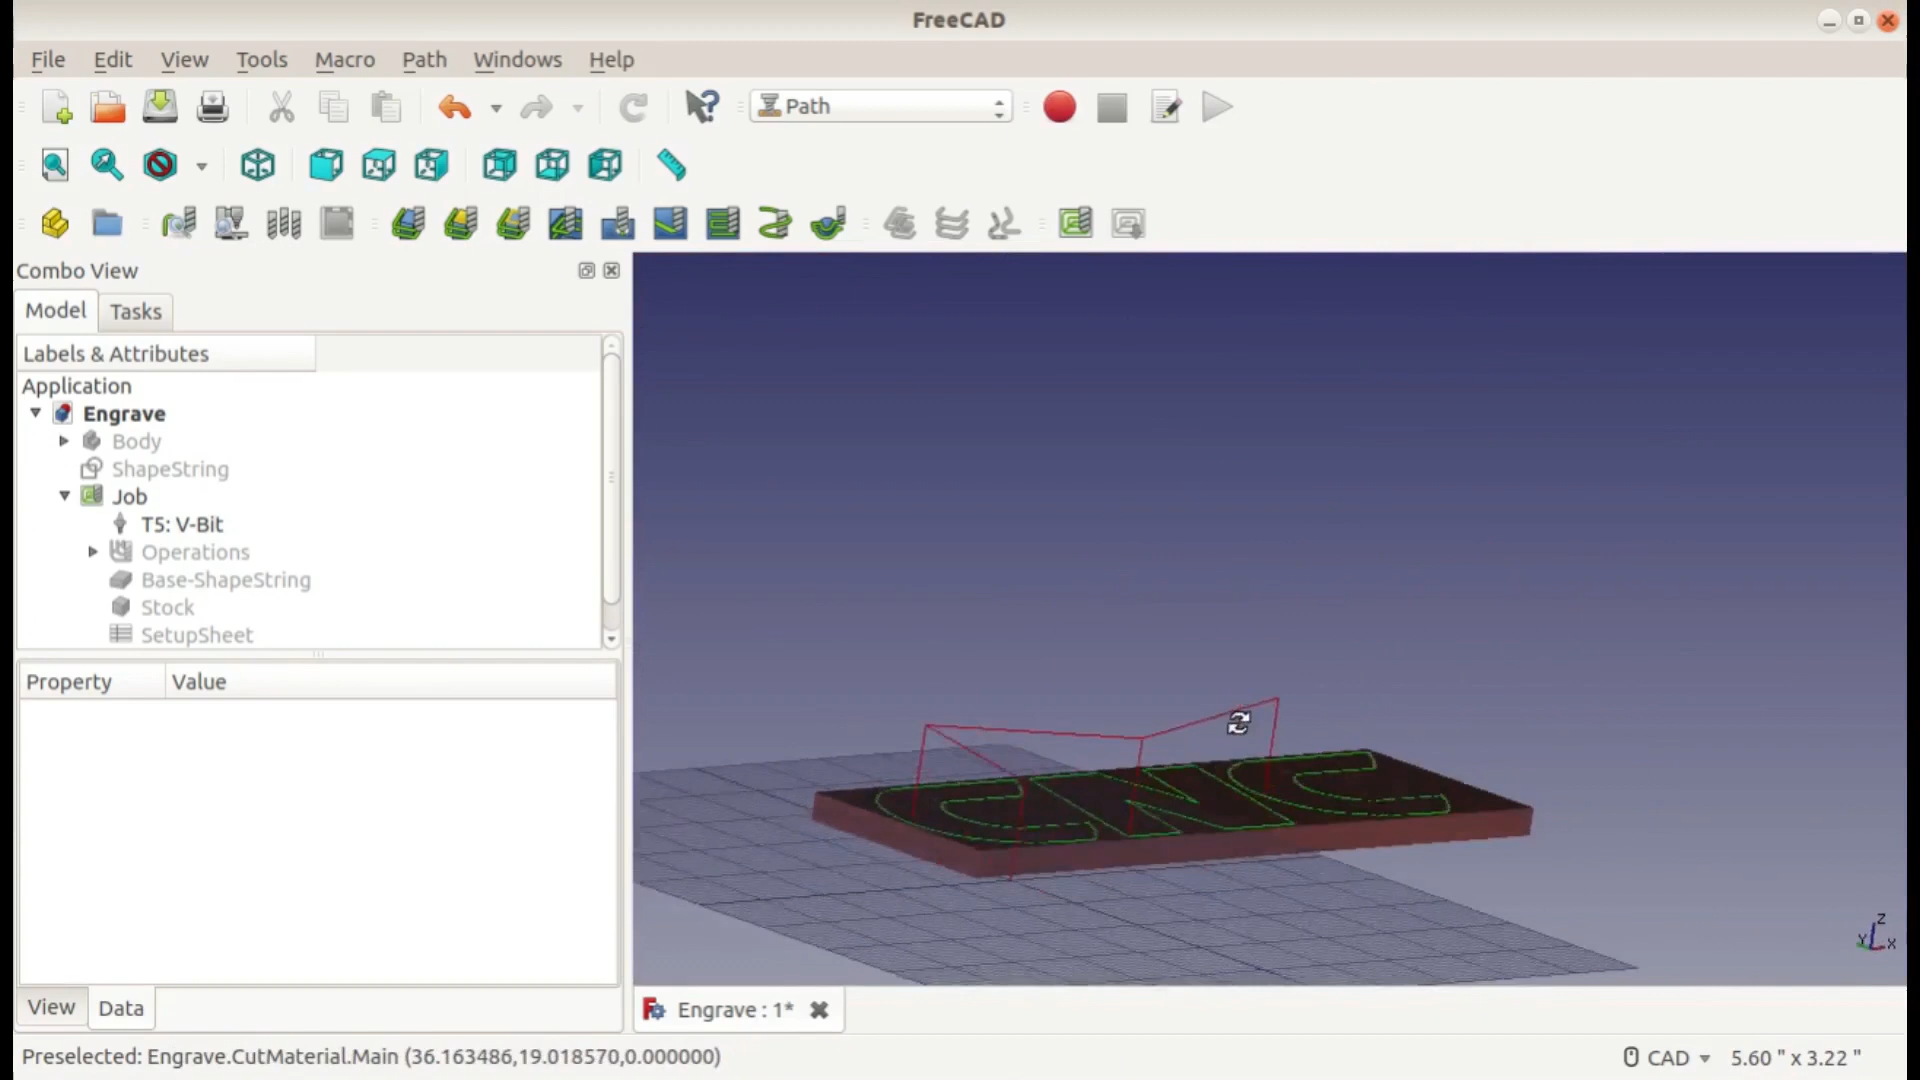 FreeCAD
File Edit View Tools Macro Path Windows Help
Path
Combo View
Model Tasks
Labels & Attributes
Application
Engrave
Body
ShapeString
Job
T5: V-Bit
Operations
Base-ShapeString
Stock
SetupSheet
Property Value
CNC
Z
Y X
View Data
Engrave : 1*
Preselected: Engrave.CutMaterial.Main (36.163486,19.018570,0.000000)
CAD 5.60 " x 3.22 "